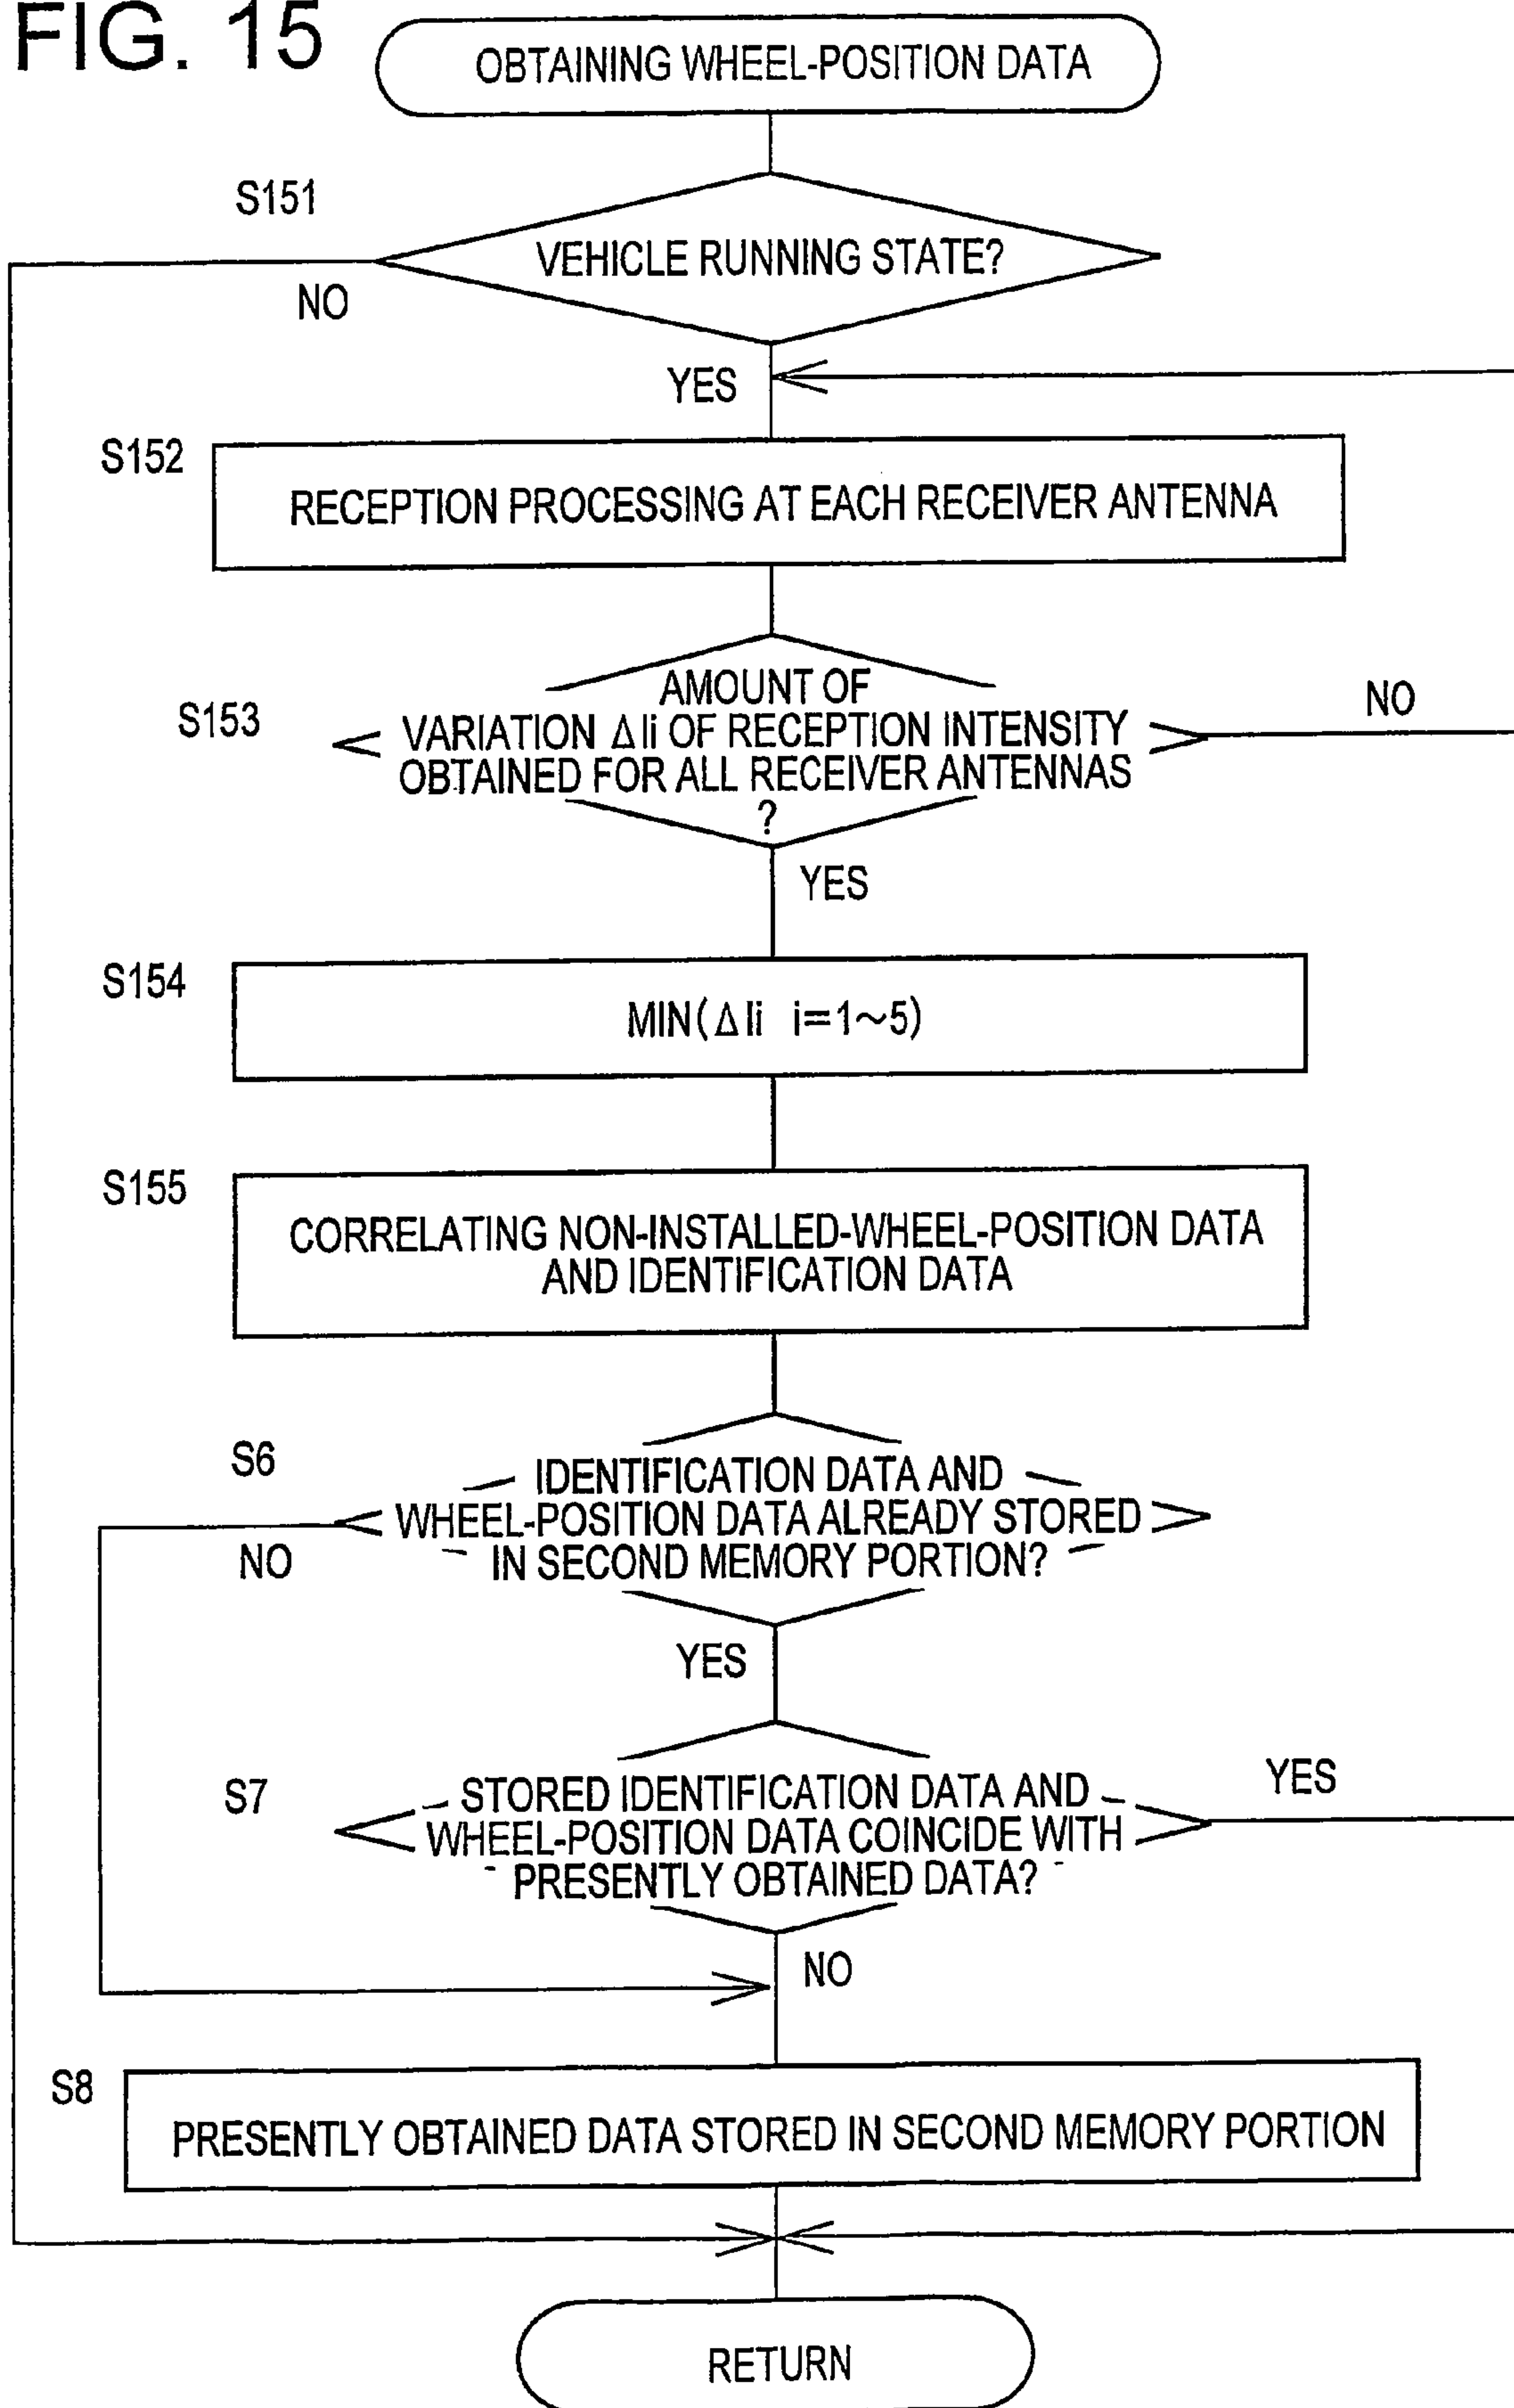 FIG. 15
OBTAINING WHEEL-POSITION DATA
S151
VEHICLE RUNNING STATE?
NO
YES
S152
RECEPTION PROCESSING AT EACH RECEIVER ANTENNA
S153
AMOUNT OF
VARIATION ΔIi OF RECEPTION INTENSITY
OBTAINED FOR ALL RECEIVER ANTENNAS
?
NO
YES
S154
MIN(ΔIi i=1~5)
S155
CORRELATING NON-INSTALLED-WHEEL-POSITION DATA
AND IDENTIFICATION DATA
S6
IDENTIFICATION DATA AND
WHEEL-POSITION DATA ALREADY STORED
IN SECOND MEMORY PORTION?
NO
YES
S7
STORED IDENTIFICATION DATA AND
WHEEL-POSITION DATA COINCIDE WITH
PRESENTLY OBTAINED DATA?
YES
NO
S8
PRESENTLY OBTAINED DATA STORED IN SECOND MEMORY PORTION
RETURN